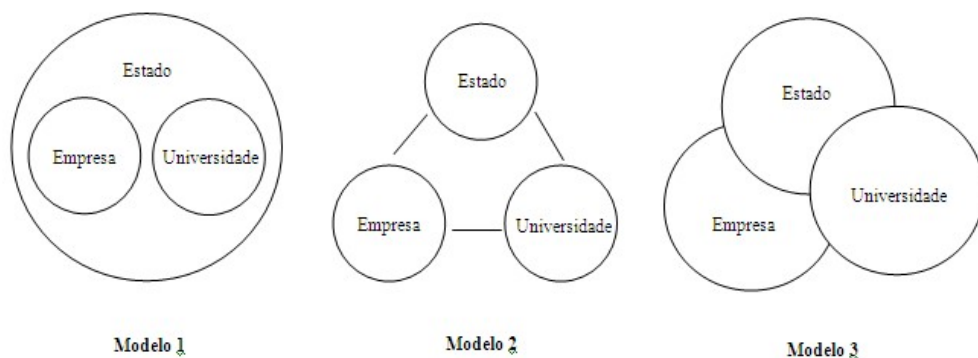 Estado
Empresa
Universidade
Modelo 1
Estado
Empresa
Universidade
Modelo 2
Estado
Universidade
Empresa
Modelo 3